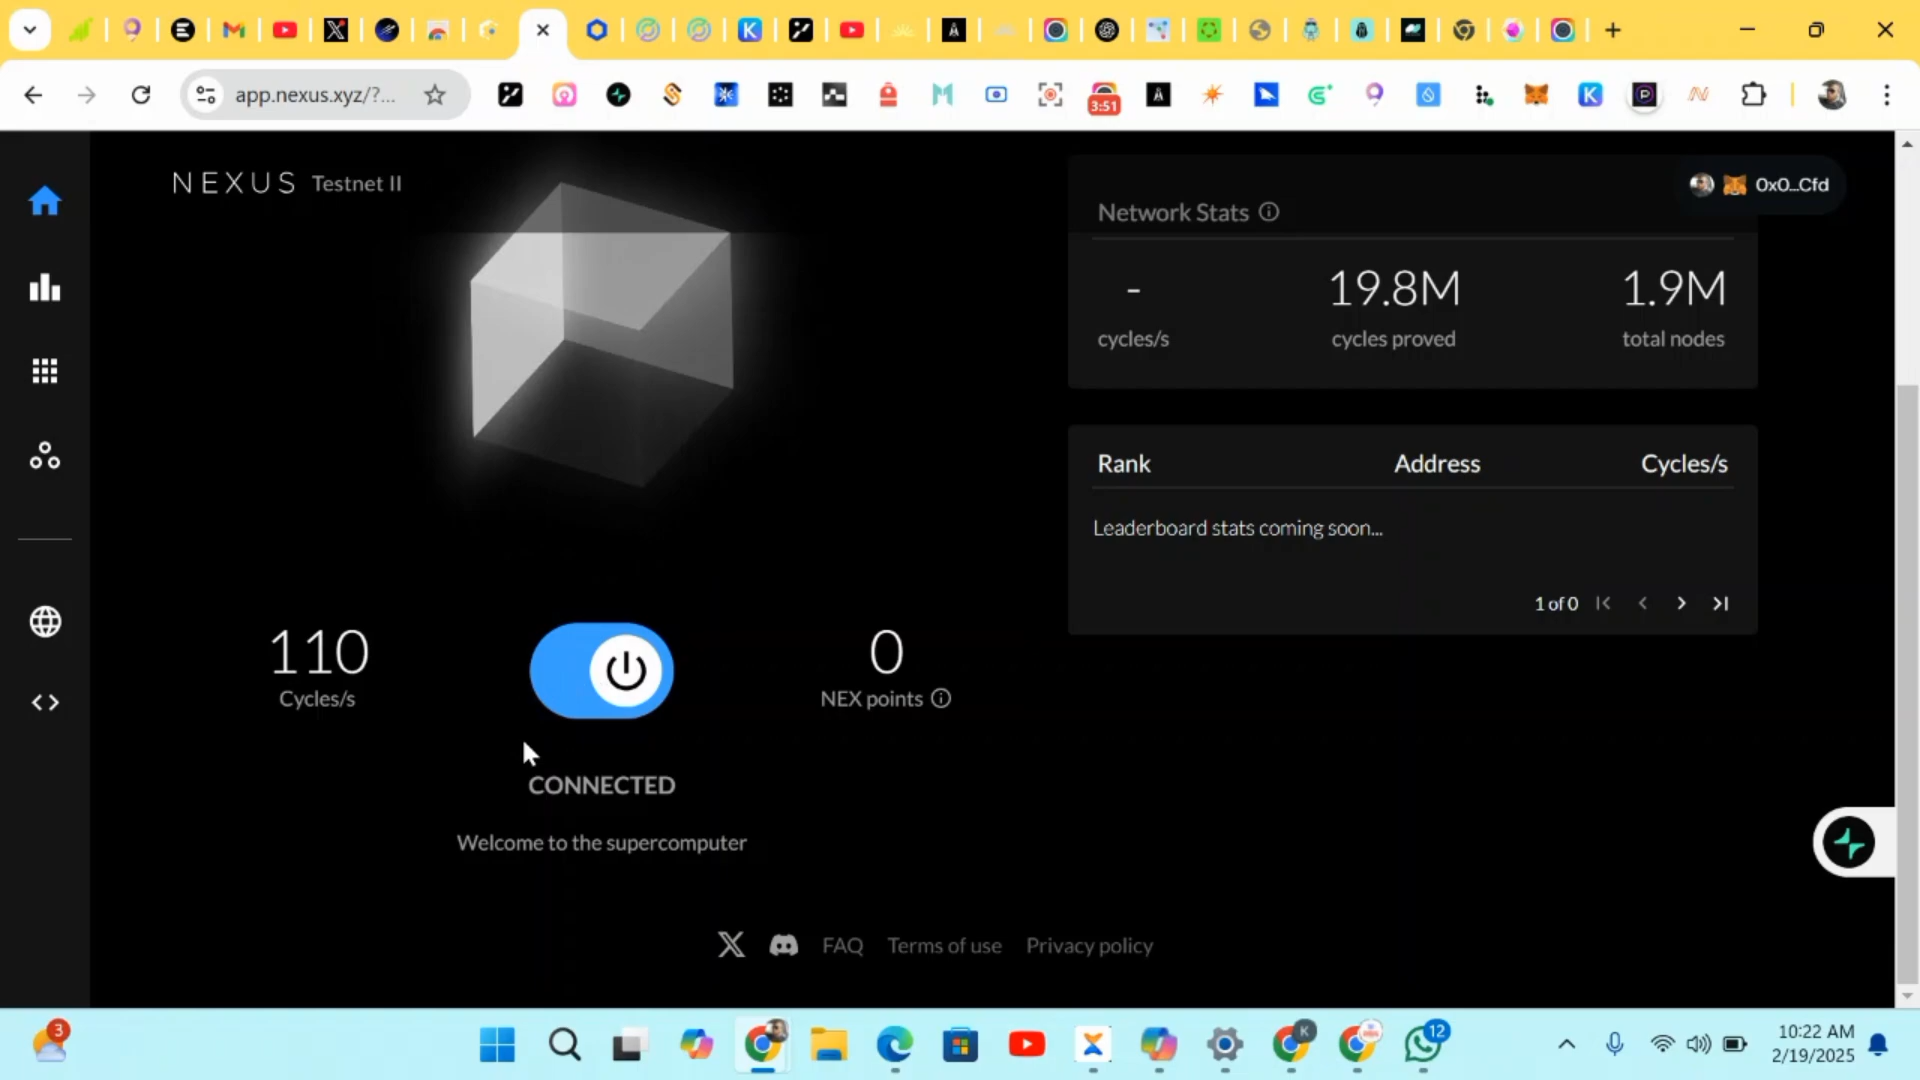 app.nexus.xyz/?...
3:51
NEXUS Testnet II
0x0...Cfd
Network Stats
-
cycles/s
19.8M
cycles proved
1.9M
total nodes
Rank Address Cycles/s
Leaderboard stats coming soon...
1 of 0
110
Cycles/s
0
NEX points
CONNECTED
Welcome to the supercomputer
FAQ Terms of use Privacy policy
3
K
12
10:22 AM
2/19/2025